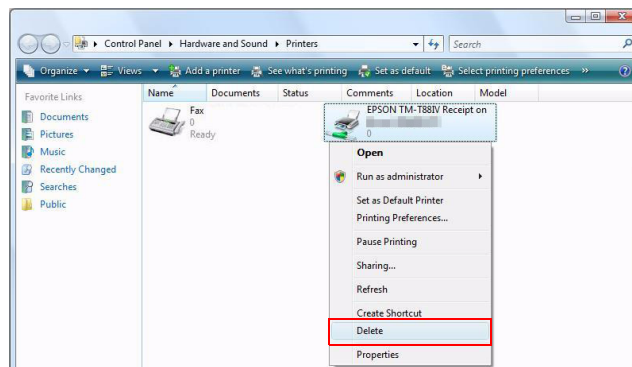 Control Panel ▸ Hardware and Sound ▸ Printers Search
Organize Views Add a printer See what's printing Set as default Select printing preferences »
Favorite Links
Name Documents Status Comments Location Model
Documents
Pictures
Music
Recently Changed
Searches
Public
Fax
0
Ready
EPSON TM-T88IV Receipt on
0
Open
Run as administrator
Set as Default Printer
Printing Preferences...
Pause Printing
Sharing...
Refresh
Create Shortcut
Delete
Properties